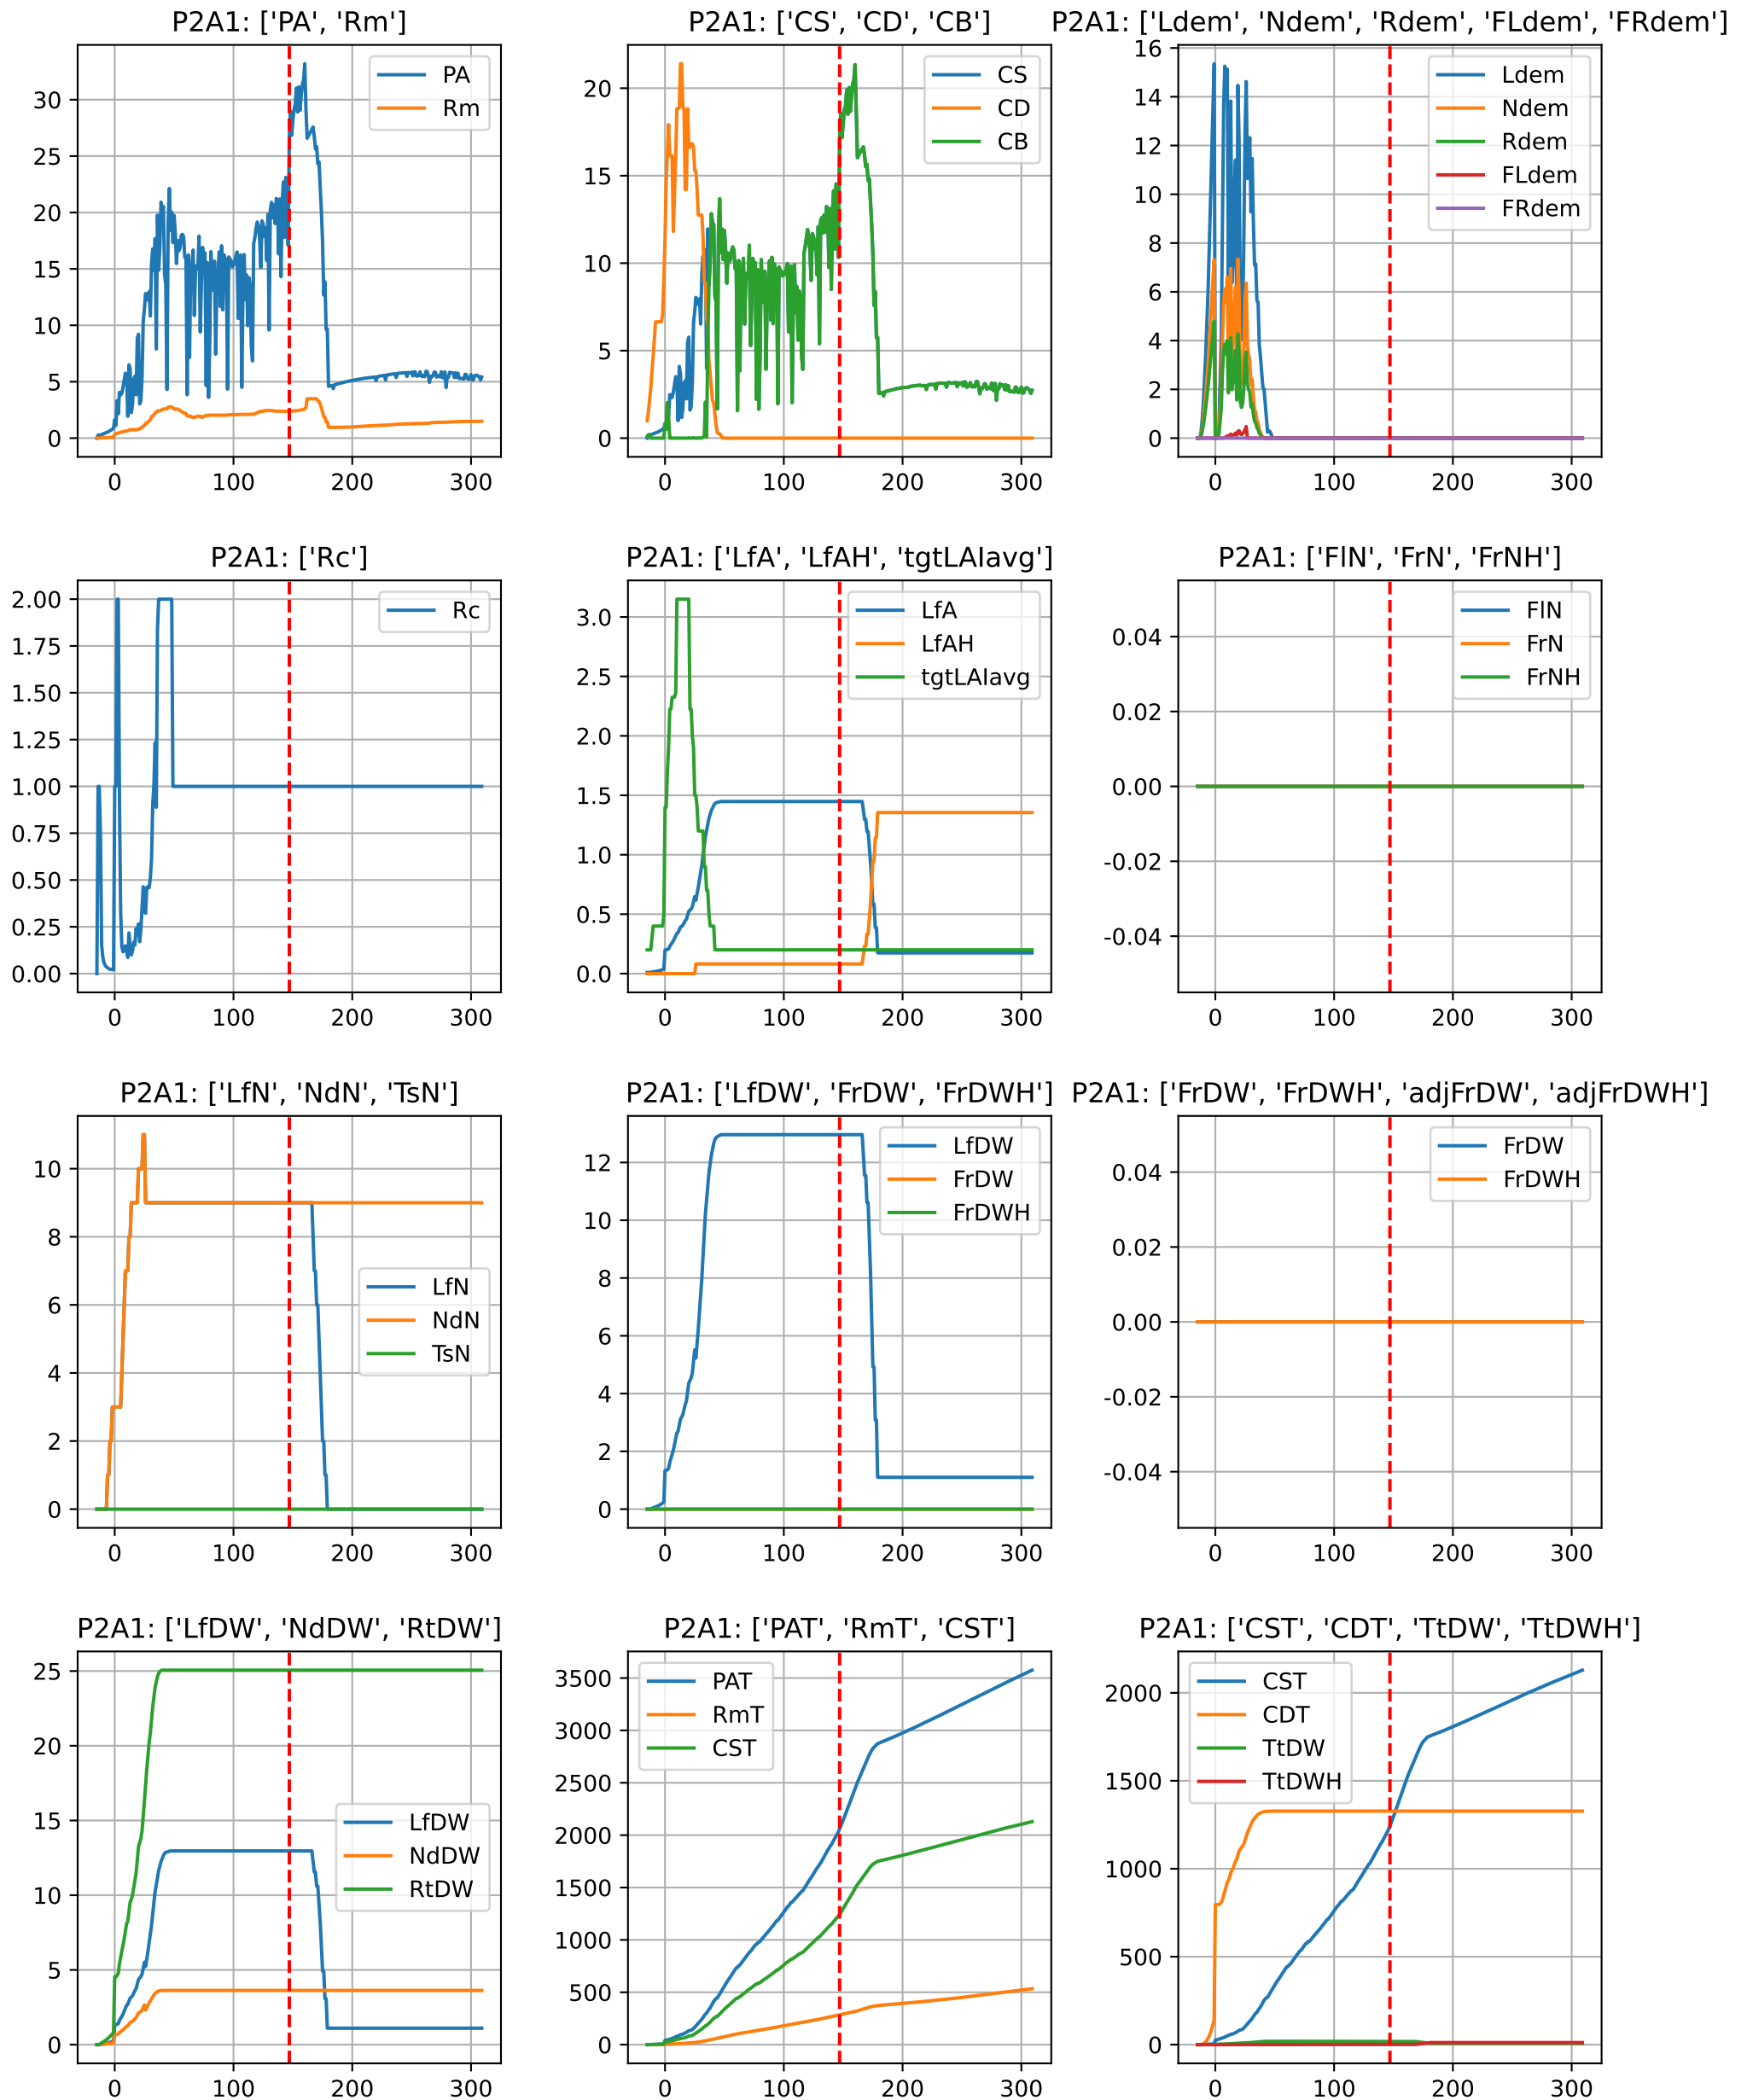 P2A1: ['PA', 'Rm']
P2A1: ['CS', 'CD', 'CB']
P2A1: ['Ldem', 'Ndem', 'Rdem', 'FLdem', 'FRdem']
PA
Rm
30
25
20
15
10
5
0
0 100 200 300
CS
CD
CB
20
15
10
5
0
0 100 200 300
Ldem
Ndem
Rdem
FLdem
FRdem
16
14
12
10
8
6
4
2
0
0 100 200 300
P2A1: ['Rc']
P2A1: ['LfA', 'LfAH', 'tgtLAIavg']
P2A1: ['FlN', 'FrN', 'FrNH']
Rc
2.00
1.75
1.50
1.25
1.00
0.75
0.50
0.25
0.00
0 100 200 300
LfA
LfAH
tgtLAIavg
3.0
2.5
2.0
1.5
1.0
0.5
0.0
0 100 200 300
FlN
FrN
FrNH
0.04
0.02
0.00
-0.02
-0.04
0 100 200 300
P2A1: ['LfN', 'NdN', 'TsN']
P2A1: ['LfDW', 'FrDW', 'FrDWH']
P2A1: ['FrDW', 'FrDWH', 'adjFrDW', 'adjFrDWH']
10
8
6
4
2
0
LfN
NdN
TsN
0 100 200 300
LfDW
FrDW
FrDWH
12
10
8
6
4
2
0
0 100 200 300
FrDW
FrDWH
0.04
0.02
0.00
-0.02
-0.04
0 100 200 300
P2A1: ['LfDW', 'NdDW', 'RtDW']
P2A1: ['PAT', 'RmT', 'CST']
P2A1: ['CST', 'CDT', 'TtDW', 'TtDWH']
25
20
15
10
5
0
LfDW
NdDW
RtDW
0 100 200 300
PAT
RmT
CST
3500
3000
2500
2000
1500
1000
500
0
0 100 200 300
CST
CDT
TtDW
TtDWH
2000
1500
1000
500
0
0 100 200 300